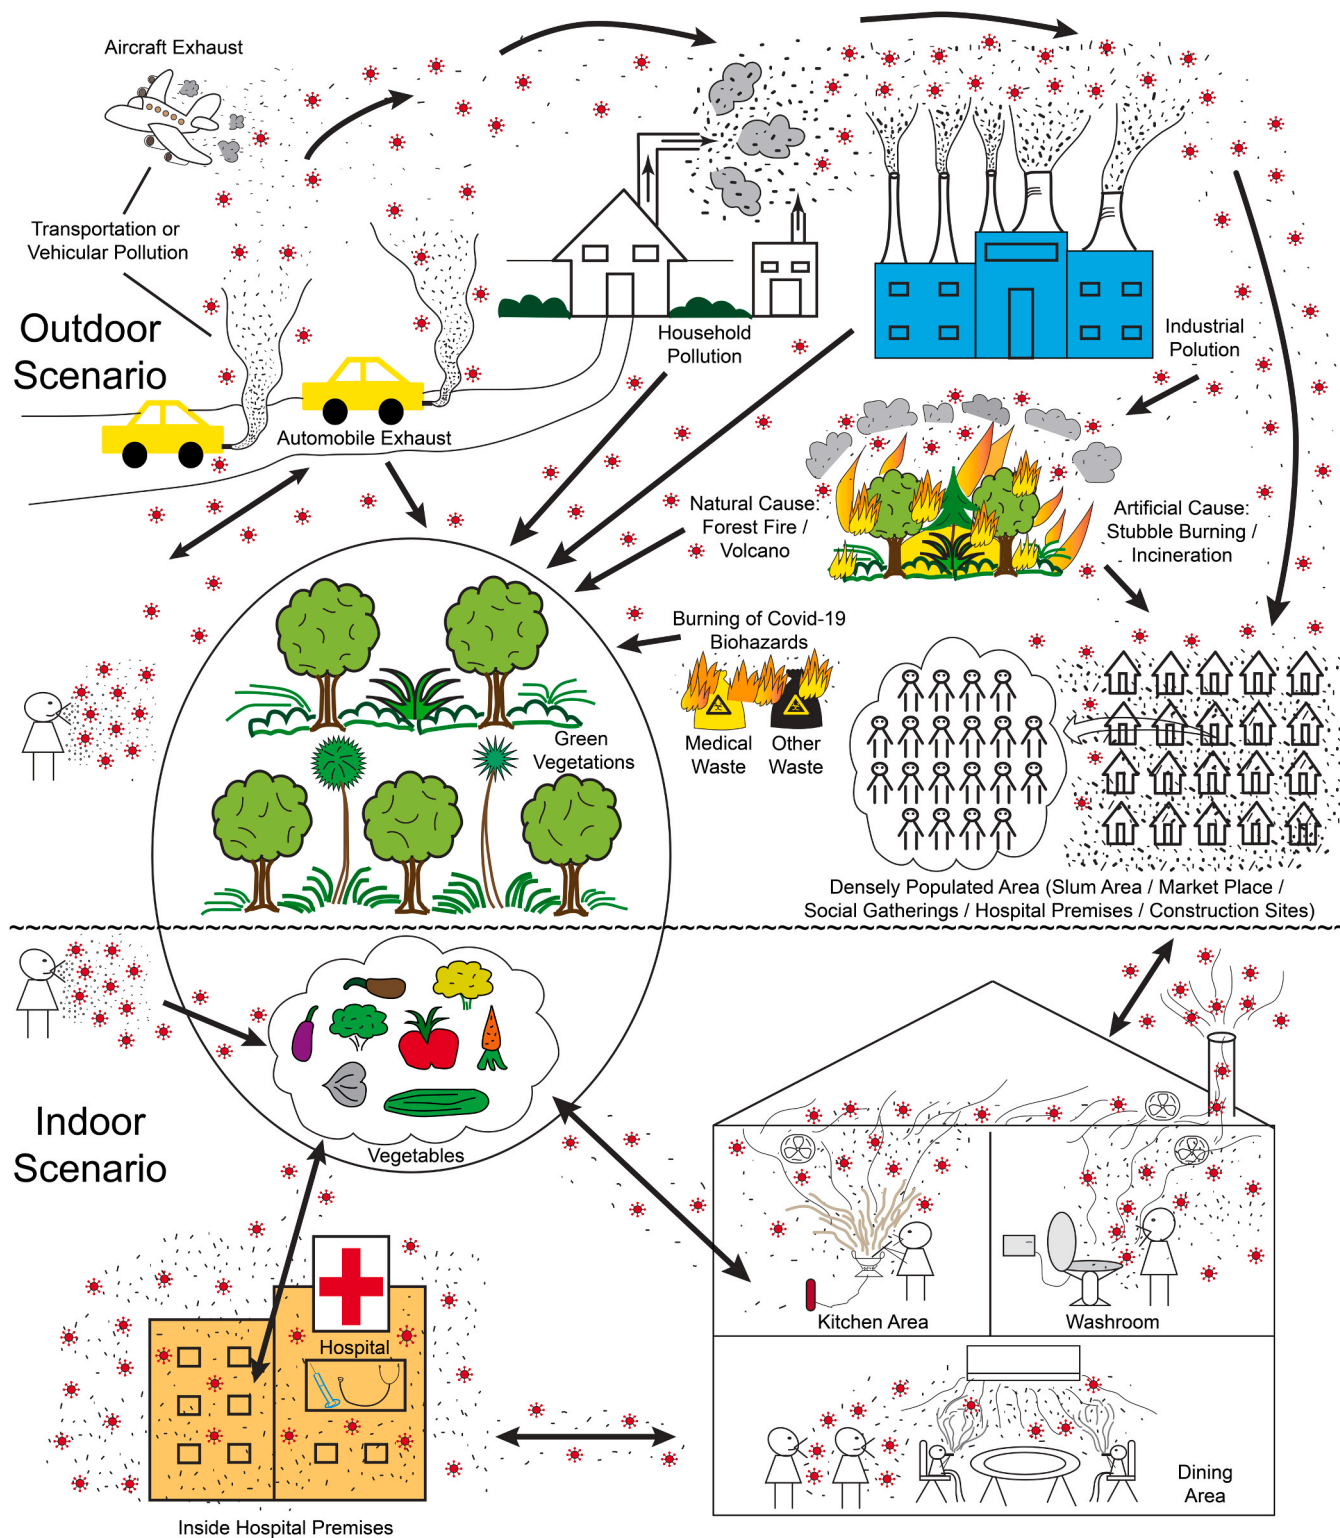 Aircraft Exhaust
Transportation or
Vehicular Pollution
Outdoor
Scenario
Household
Pollution
Industrial
Polution
Automobile Exhaust
Natural Cause:
Forest Fire /
Volcano
Artificial Cause:
Stubble Burning /
Incineration
Burning of Covid-19
Biohazards
Medical
Waste
Other
Waste
Green
Vegetations
Densely Populated Area (Slum Area / Market Place /
Social Gatherings / Hospital Premises / Construction Sites)
Indoor
Scenario
Vegetables
Hospital
Inside Hospital Premises
Kitchen Area
Washroom
Dining
Area